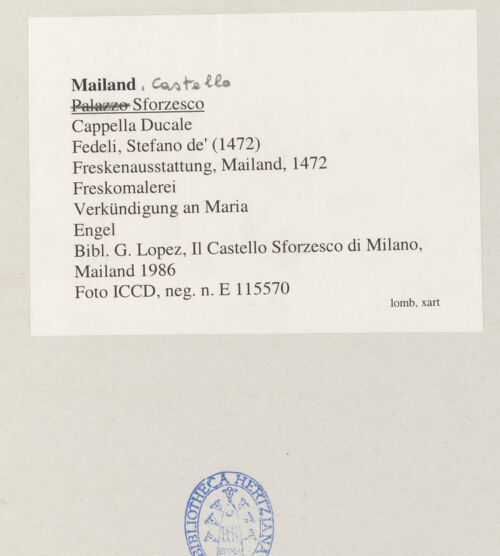 Mailand, Castello
Palazzo Sforzesco
Cappella Ducale
Fedeli, Stefano de' (1472)
Freskenausstattung, Mailand, 1472
Freskomalerei
Verkündigung an Maria
Engel
Bibl. G. Lopez, Il Castello Sforzesco di Milano,
Mailand 1986
Foto ICCD, neg. n. E 115570
lomb, xart
BIBLIOTHECA HERTZIANA